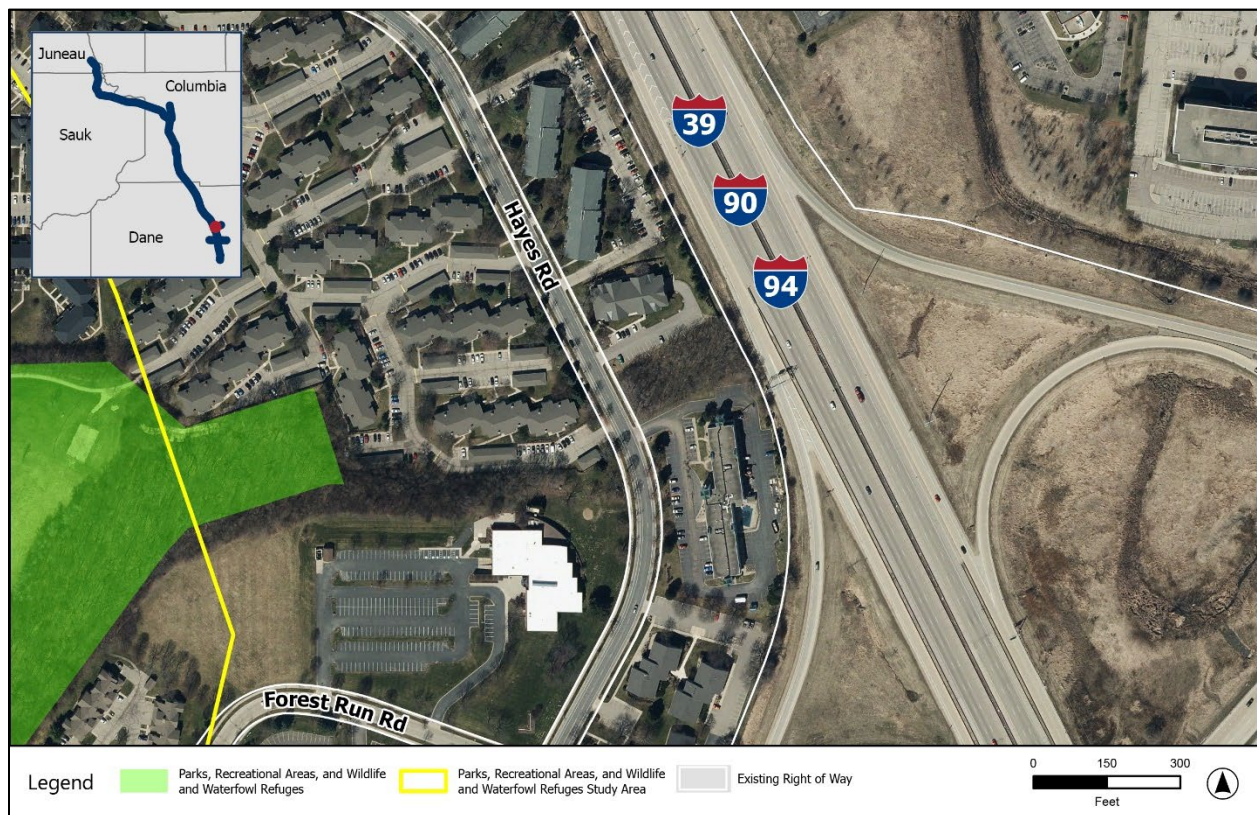 Juneau
Columbia
Sauk
Dane
39
90
94
Hayes Rd
Forest Run Rd
Legend
Parks, Recreational Areas, and Wildlife
and Waterfowl Refuges
Parks, Recreational Areas, and Wildlife
and Waterfowl Refuges Study Area
Existing Right of Way
0 150 300
Feet